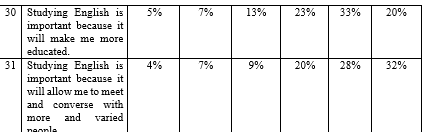 30 Studying English is 5% 7% 13% 23% 33% 20%
important because it
will make me more
educated.
31 Studying English is 4% 7% 9% 20% 28% 32%
important because it
will allow me to meet
and converse with
more and varied
people